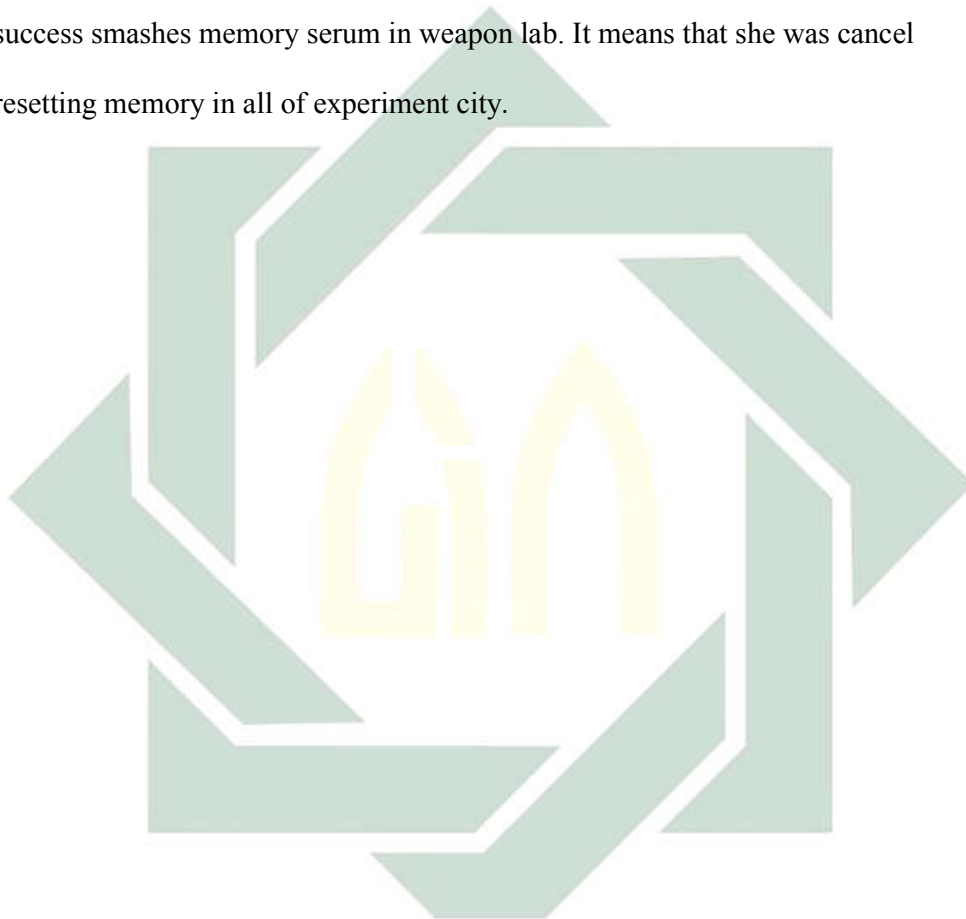 success smashes memory serum in weapon lab. It means that she was cancel
resetting memory in all of experiment city.